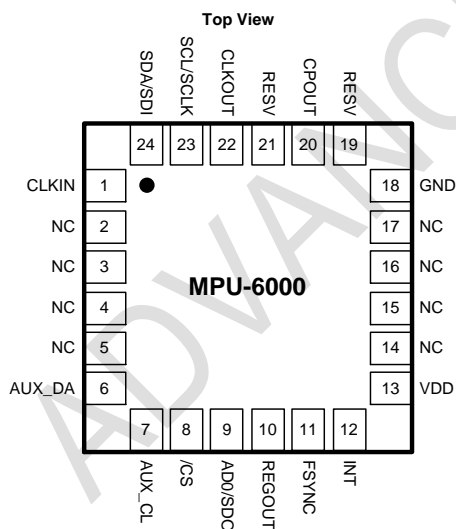 Top View
SDA/SDI
SCL/SCLK
CLKOUT
RESV
CPOUT
RESV
24 23 22 21 20 19
CLKIN 1 18 GND
NC 2 17 NC
NC 3 16 NC
MPU-6000
NC 4 15 NC
NC 5 14 NC
AUX_DA 6 13 VDD
7 8 9 10 11 12
AUX_CL
/CS
AD0/SDO
REGOUT
FSYNC
INT
ADVANC